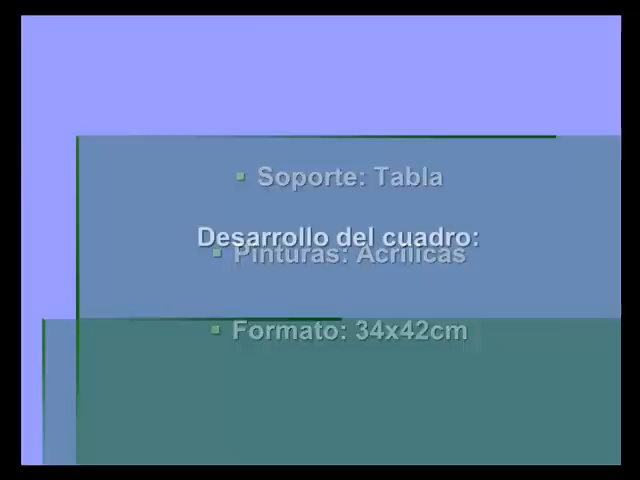 Soporte: Tabla
Desarrollo del cuadro:
Pinturas: Acrílicas
Formato: 34x42cm